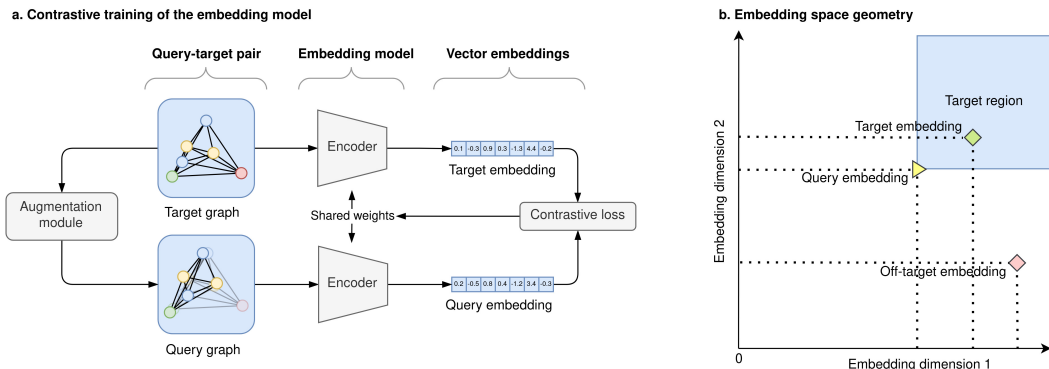 a. Contrastive training of the embedding model
Query-target pair
Embedding model
Vector embeddings
Target graph
Encoder
0.1 -0.3 0.9 0.3 -1.3 4.4 -0.2
Target embedding
Augmentation
module
Shared weights
Contrastive loss
Query graph
Encoder
0.2 -0.5 0.8 0.4 -1.2 3.4 -0.3
Query embedding
b. Embedding space geometry
Embedding dimension 2
Target region
Target embedding
Query embedding
Off-target embedding
0
Embedding dimension 1